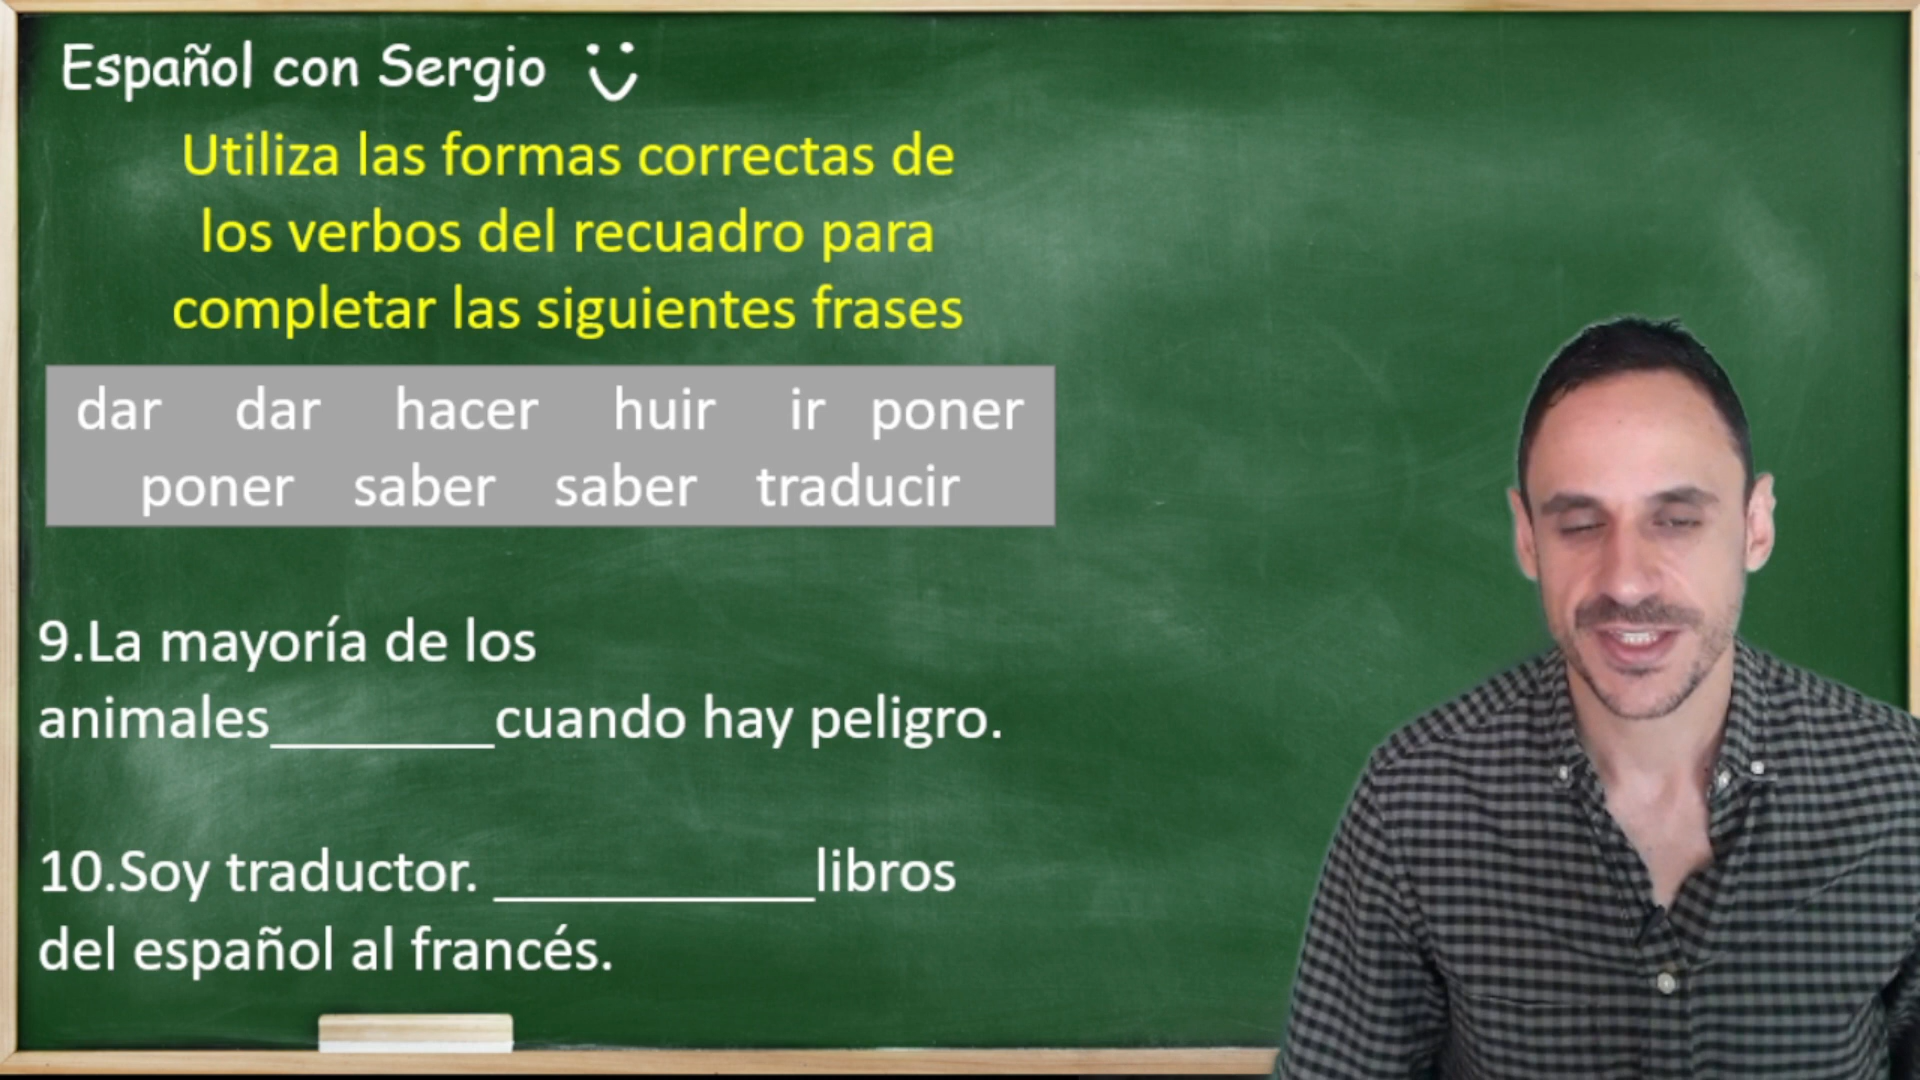 Español con Sergio
Utiliza las formas correctas de
los verbos del recuadro para
completar las siguientes frases
dar dar hacer huir ir poner
poner saber saber traducir
9.La mayoría de los
animales_______cuando hay peligro.
10.Soy traductor. __________libros
del español al francés.